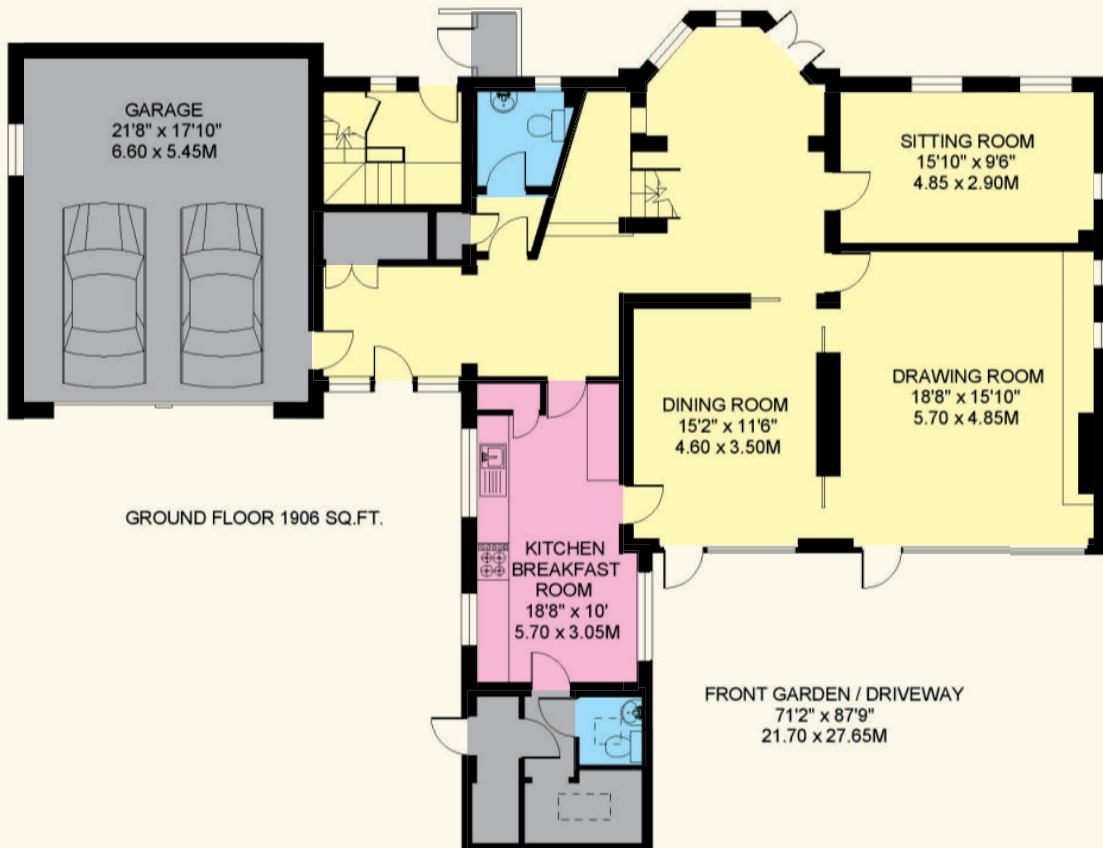 GARAGE
21'8" x 17'10"
6.60 x 5.45M
SITTING ROOM
15'10" x 9'6"
4.85 x 2.90M
DRAWING ROOM
18'8" x 15'10"
5.70 x 4.85M
DINING ROOM
15'2" x 11'6"
4.60 x 3.50M
GROUND FLOOR 1906 SQ.FT.
KITCHEN
BREAKFAST
ROOM
18'8" x 10'
5.70 x 3.05M
FRONT GARDEN / DRIVEWAY
71'2" x 87'9"
21.70 x 27.65M